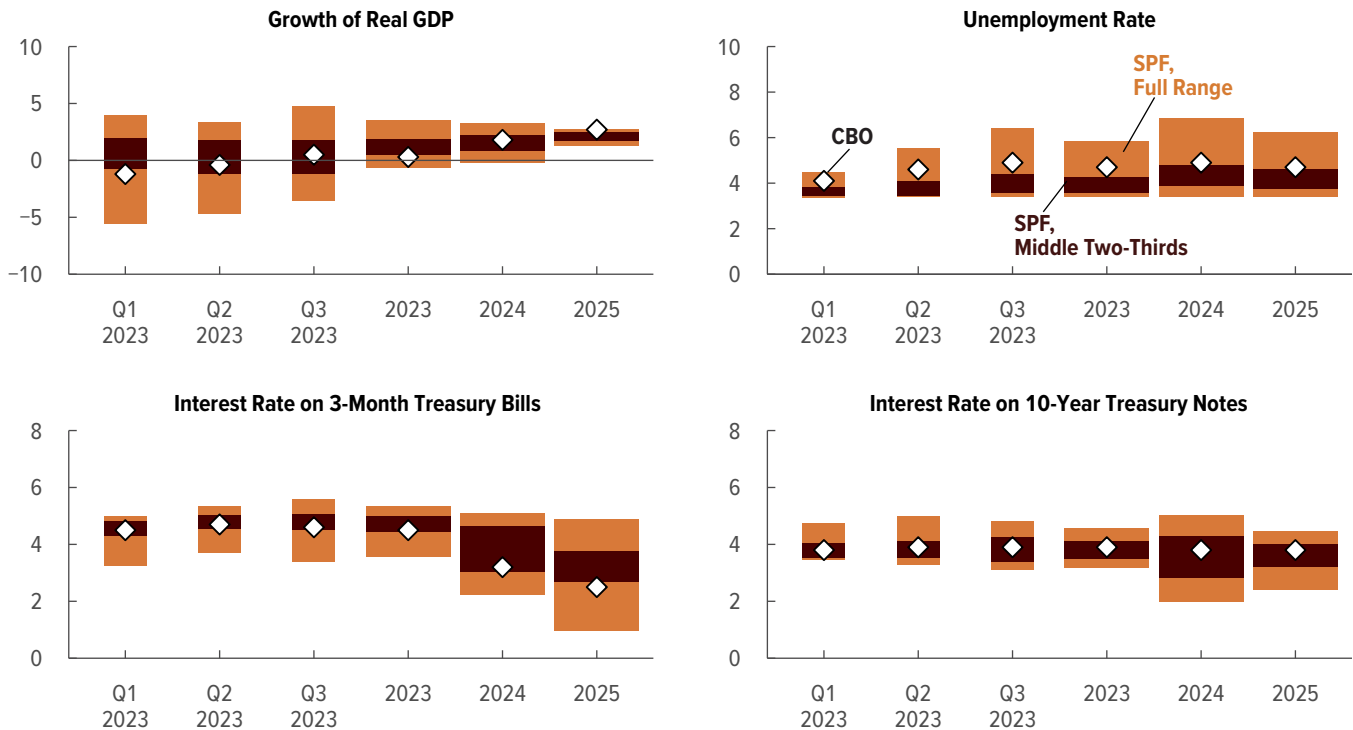 Growth of Real GDP
10
5
0
−5
−10
Q1
2023
Q2
2023
Q3
2023
2023
2024
2025
Unemployment Rate
10
8
6
4
2
0
SPF,
Full Range
CBO
SPF,
Middle Two-Thirds
Q1
2023
Q2
2023
Q3
2023
2023
2024
2025
Interest Rate on 3-Month Treasury Bills
8
6
4
2
0
Q1
2023
Q2
2023
Q3
2023
2023
2024
2025
Interest Rate on 10-Year Treasury Notes
8
6
4
2
0
Q1
2023
Q2
2023
Q3
2023
2023
2024
2025